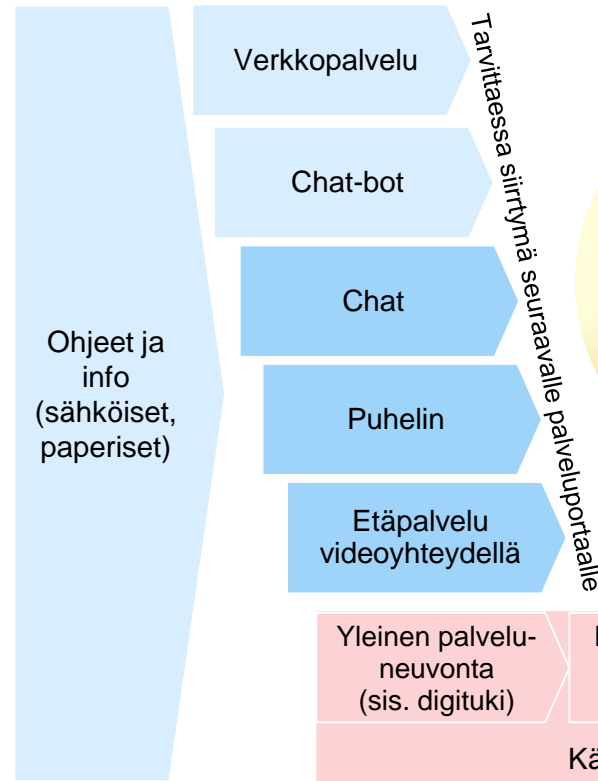 Ohjeet ja
info
(sähköiset,
paperiset)
Verkkopalvelu
Chat-bot
Chat
Puhelin
Etäpalvelu
videoyhteydellä
Tarvittaessa siirrtymä seuraavalle palveluportaalle
Yleinen palvelu-
neuvonta
(sis. digituki)